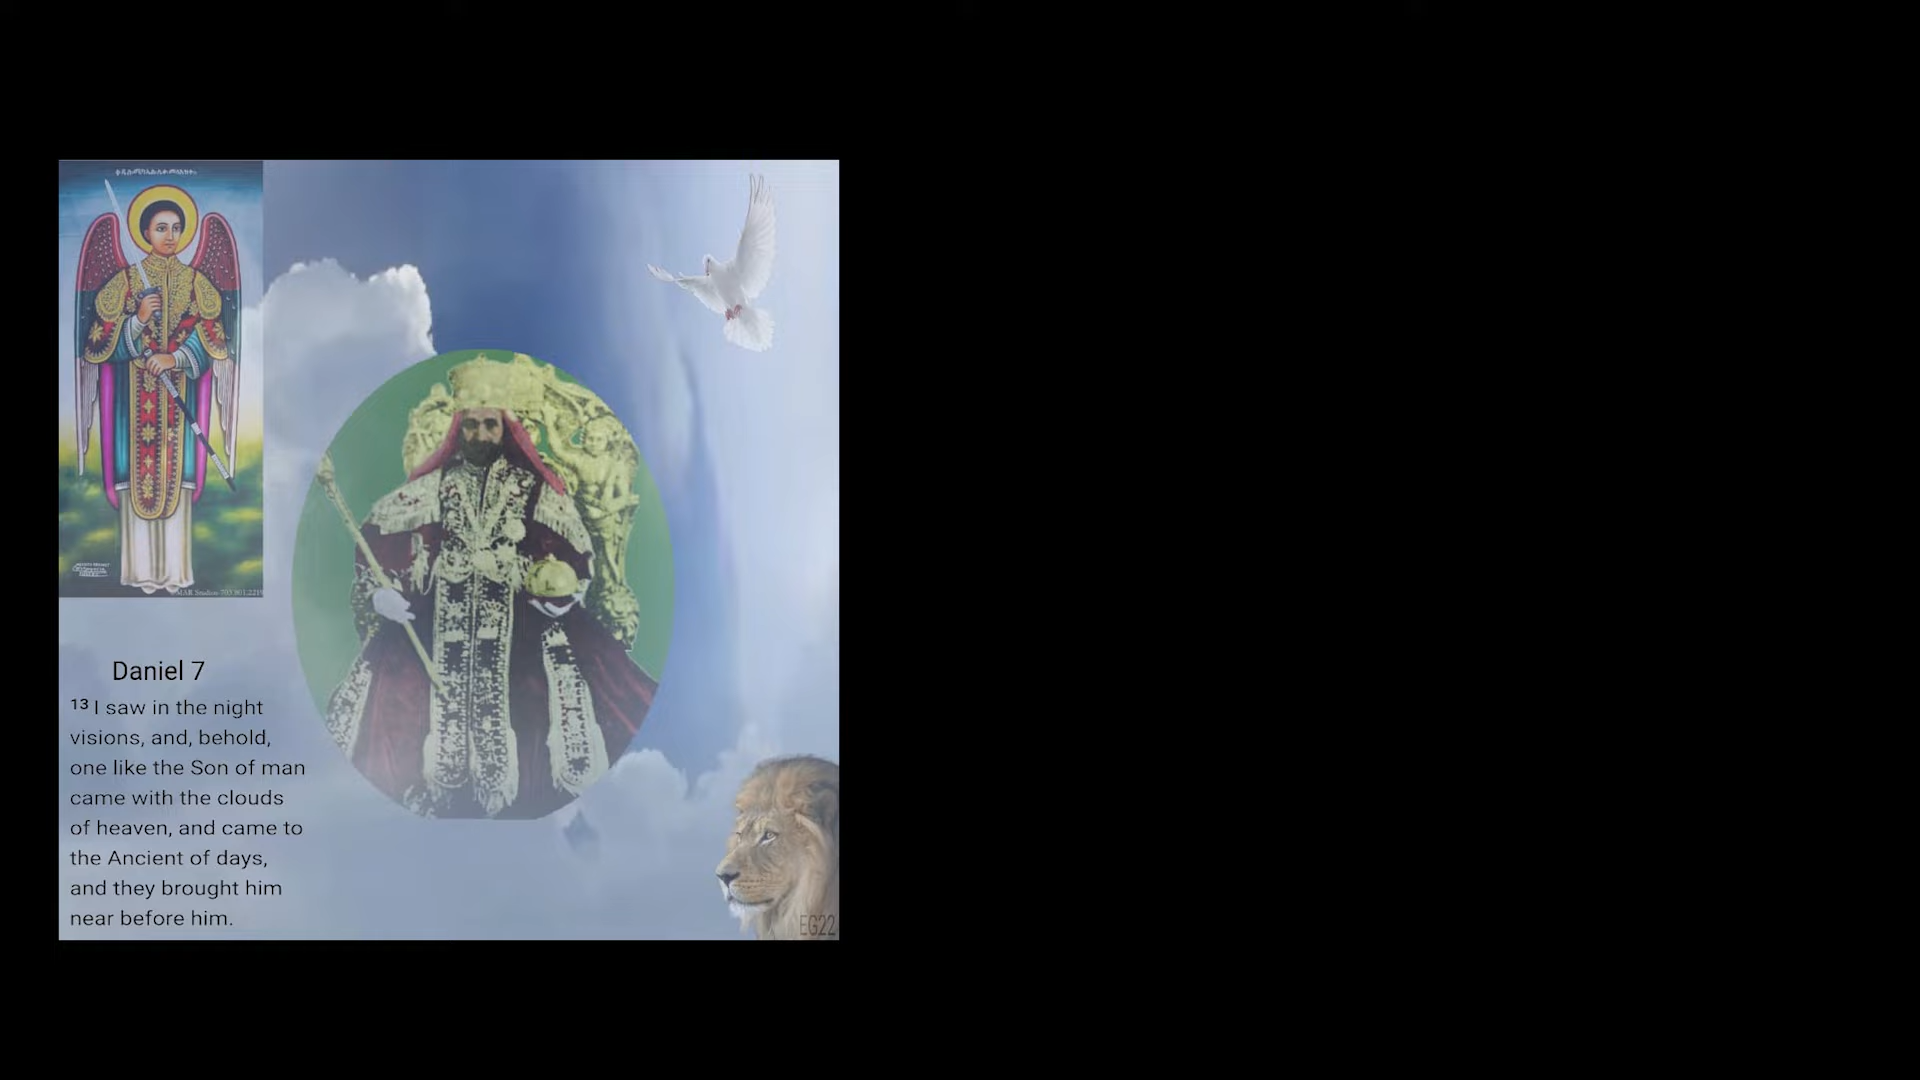 Daniel 7
13 I saw in the night
visions, and, behold,
one like the Son of man
came with the clouds
of heaven, and came to
the Ancient of days,
and they brought him
near before him.
EG22